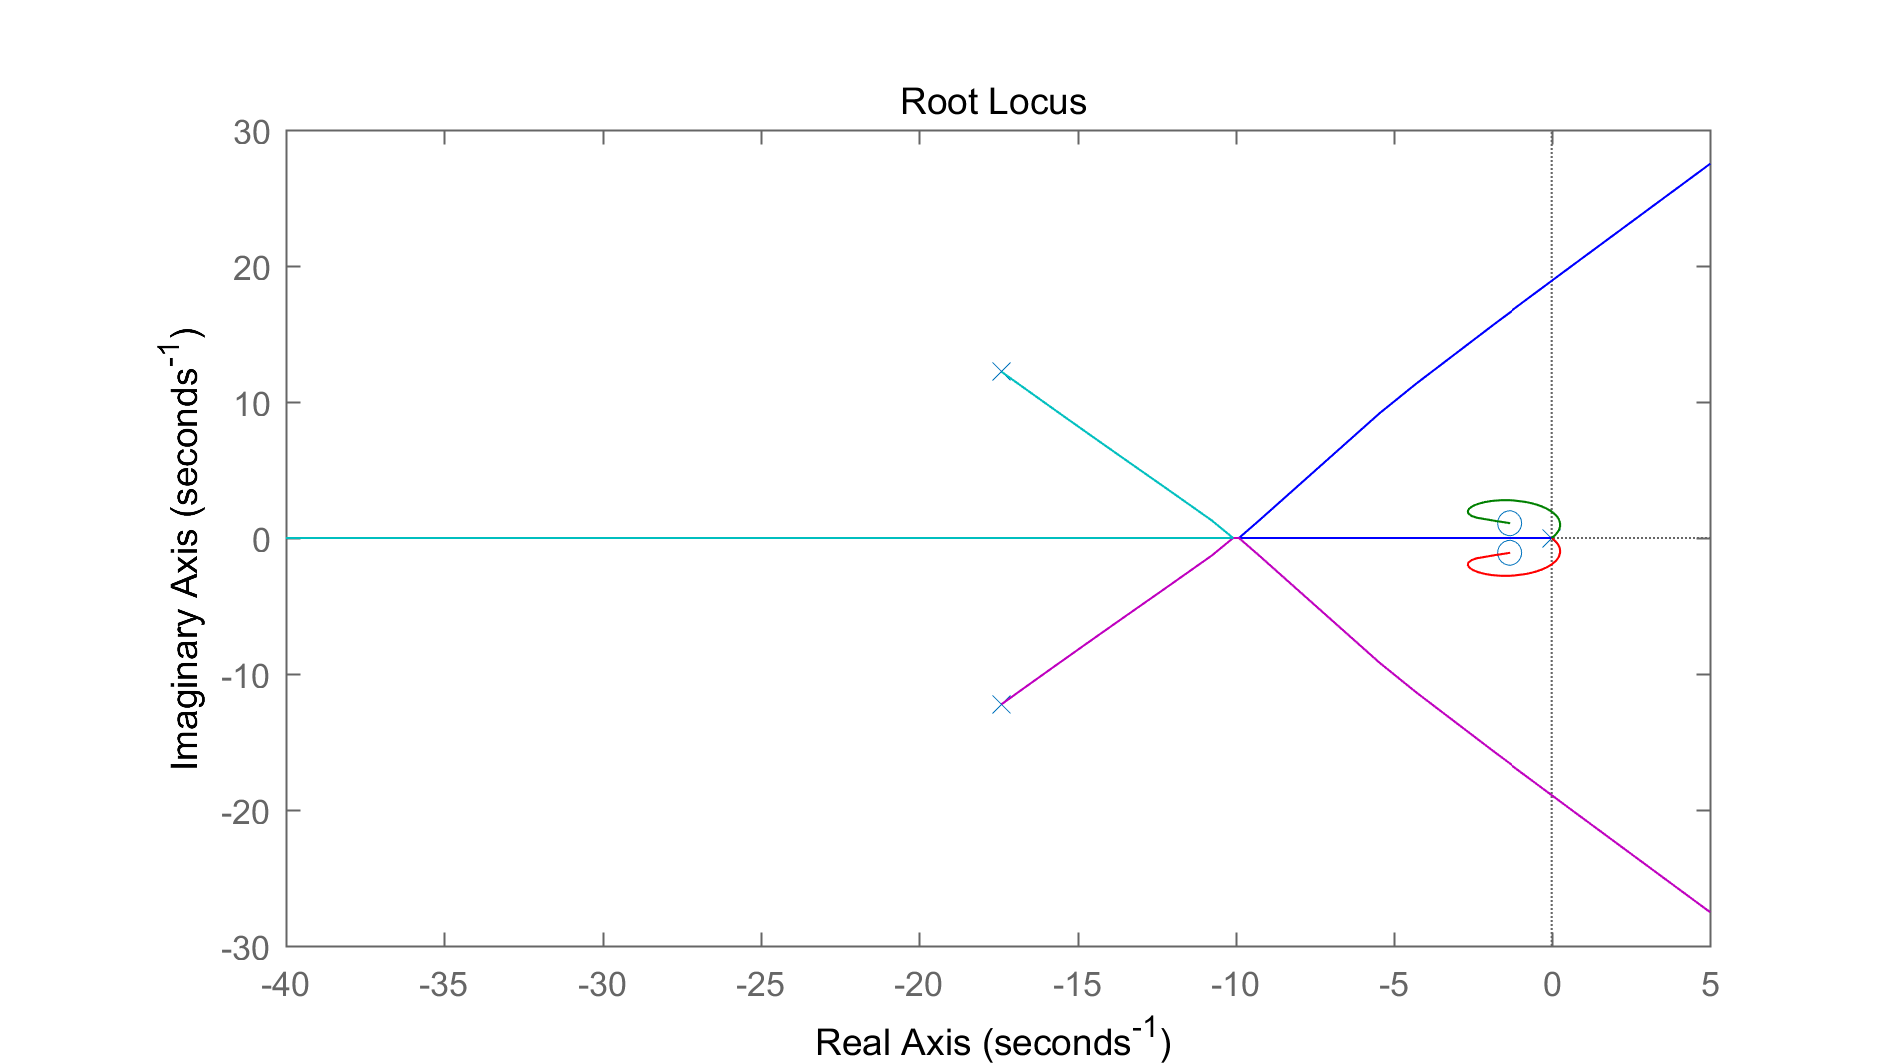 Root Locus
30
20
10
0
-10
-20
-30
Imaginary Axis (seconds⁻¹)
-40 -35 -30 -25 -20 -15 -10 -5 0 5
Real Axis (seconds⁻¹)